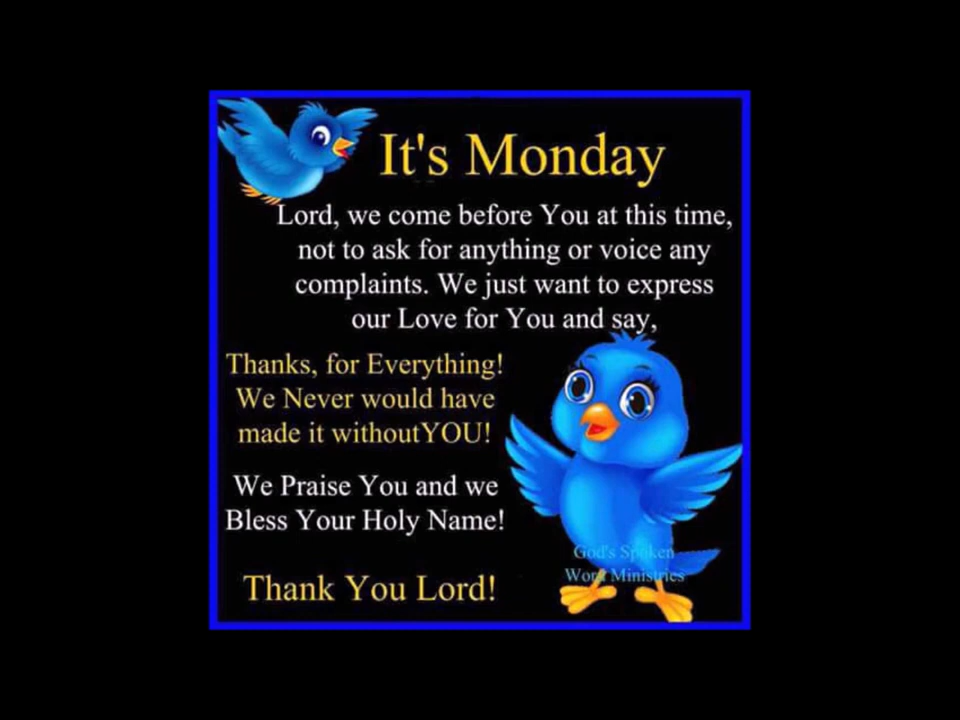 It's Monday
Lord, we come before You at this time,
not to ask for anything or voice any
complaints. We just want to express
our Love for You and say,
Thanks, for Everything!
We Never would have
made it withoutYOU!
We Praise You and we
Bless Your Holy Name!
Thank You Lord!
God's Spoken
Word Ministries